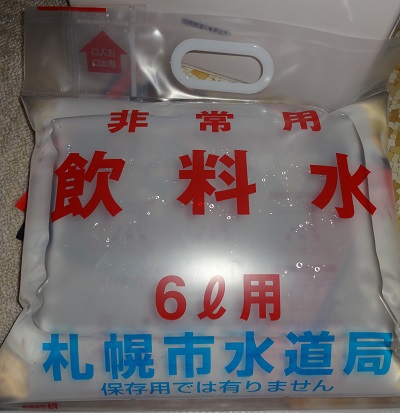 非常用
飲料水
6ℓ用
札幌市水道局
保存用では有りません